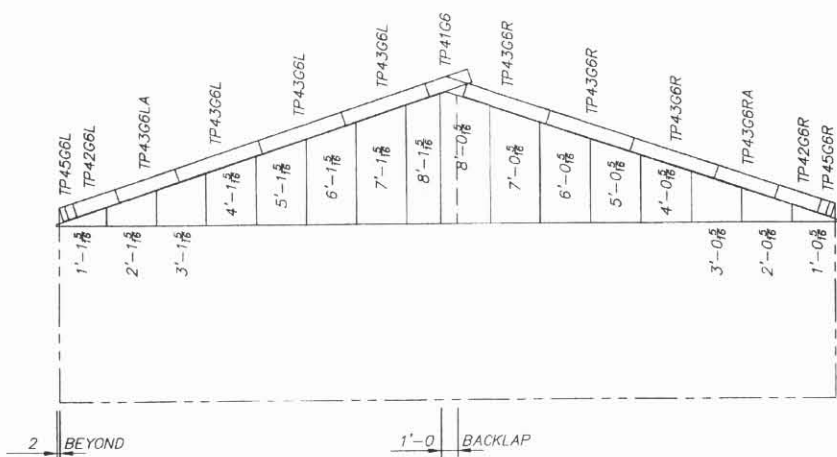 TP45G6L
TP42G6L
TP43G6LA
TP43G6L
TP43G6L
TP43G6L
TP41G6
TP43G6R
TP43G6R
TP43G6R
TP43G6RA
TP42G6R
TP45G6R
1'-1 5/16
2'-1 5/16
3'-1 5/16
4'-1 5/16
5'-1 5/16
6'-1 5/16
7'-1 5/16
8'-1 5/16
8'-0 5/16
7'-0 5/16
6'-0 5/16
5'-0 5/16
4'-0 5/16
3'-0 5/16
2'-0 5/16
1'-0 5/16
2 BEYOND
1'-0 BACKLAP